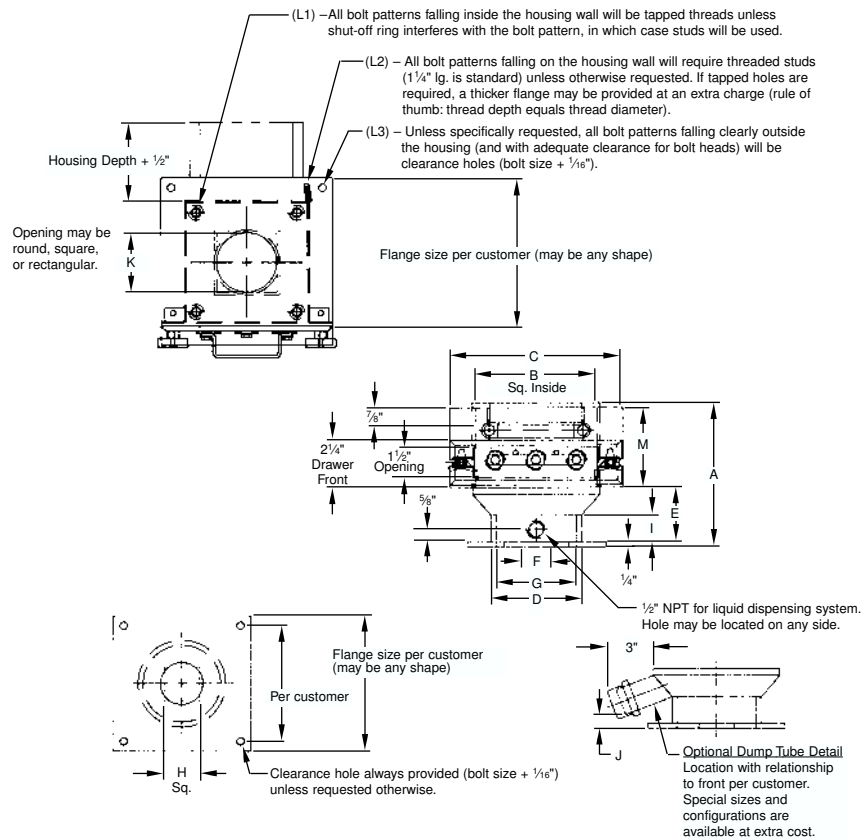 (L1) – All bolt patterns falling inside the housing wall will be tapped threads unless
shut-off ring interferes with the bolt pattern, in which case studs will be used.
(L2) – All bolt patterns falling on the housing wall will require threaded studs
(1¼" lg. is standard) unless otherwise requested. If tapped holes are
required, a thicker flange may be provided at an extra charge (rule of
thumb: thread depth equals thread diameter).
(L3) – Unless specifically requested, all bolt patterns falling clearly outside
the housing (and with adequate clearance for bolt heads) will be
clearance holes (bolt size + 1⁄16").
Housing Depth + ½"
Opening may be
round, square,
or rectangular.
K
Flange size per customer (may be any shape)
C
B
Sq. Inside
7⁄8"
2¼"
Drawer
Front
1½"
Opening
5⁄8"
M
A
E
I
F
G
D
¼"
½" NPT for liquid dispensing system.
Hole may be located on any side.
Flange size per customer
(may be any shape)
Per customer
H
Sq.
Clearance hole always provided (bolt size + 1⁄16")
unless requested otherwise.
3"
J
Optional Dump Tube Detail
Location with relationship
to front per customer.
Special sizes and
configurations are
available at extra cost.